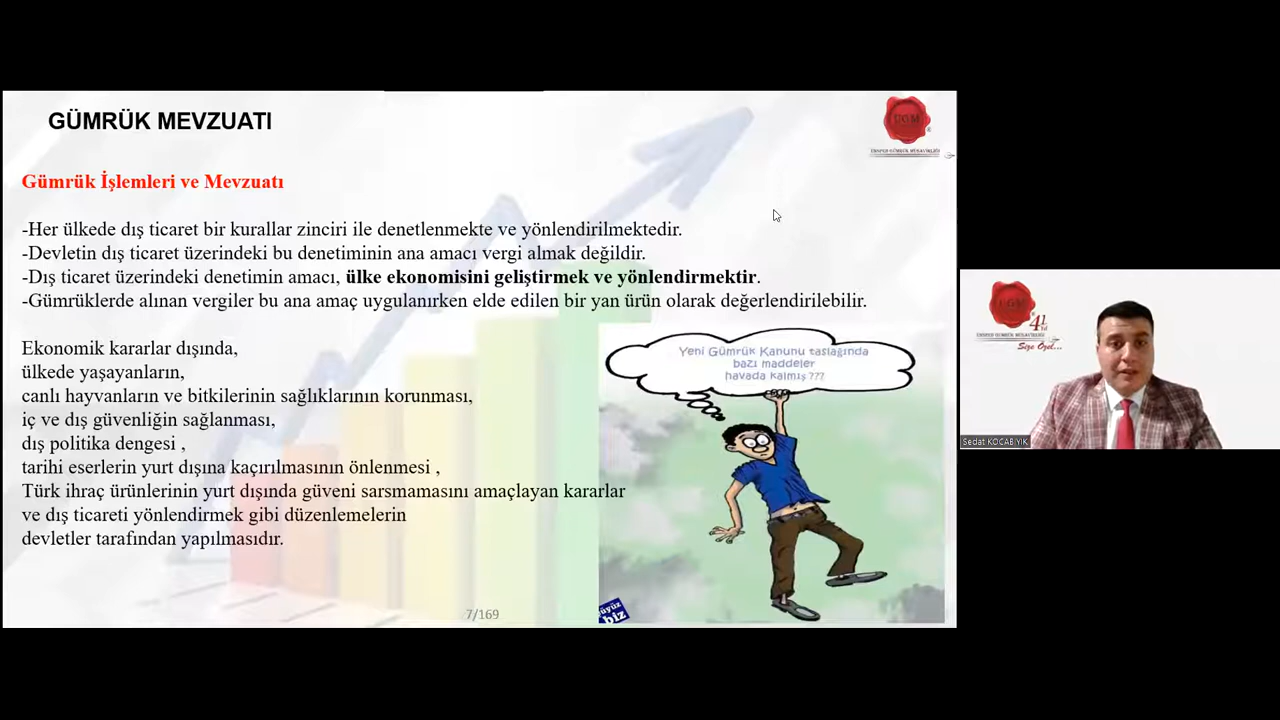 GÜMRÜK MEVZUATI
UGM
Gümrük İşlemleri ve Mevzuatı
-Her ülkede dış ticaret bir kurallar zinciri ile denetlenmekte ve yönlendirilmektedir.
-Devletin dış ticaret üzerindeki bu denetiminin ana amacı vergi almak değildir.
-Dış ticaret üzerindeki denetimin amacı, ülke ekonomisini geliştirmek ve yönlendirmektir.
-Gümrüklerde alınan vergiler bu ana amaç uygulanırken elde edilen bir yan ürün olarak değerlendirilebilir.
Ekonomik kararlar dışında,
ülkede yaşayanların,
canlı hayvanların ve bitkilerinin sağlıklarının korunması,
iç ve dış güvenliğin sağlanması,
dış politika dengesi ,
tarihi eserlerin yurt dışına kaçırılmasının önlenmesi ,
Türk ihraç ürünlerinin yurt dışında güveni sarsmamasını amaçlayan kararlar
ve dış ticareti yönlendirmek gibi düzenlemelerin
devletler tarafından yapılmasıdır.
Yeni Gümrük Kanunu taslağında
bazı maddeler
havada kalmış ???
biz
7/169
UGM
41
Size Özel...
Sedat KOCABIYIK